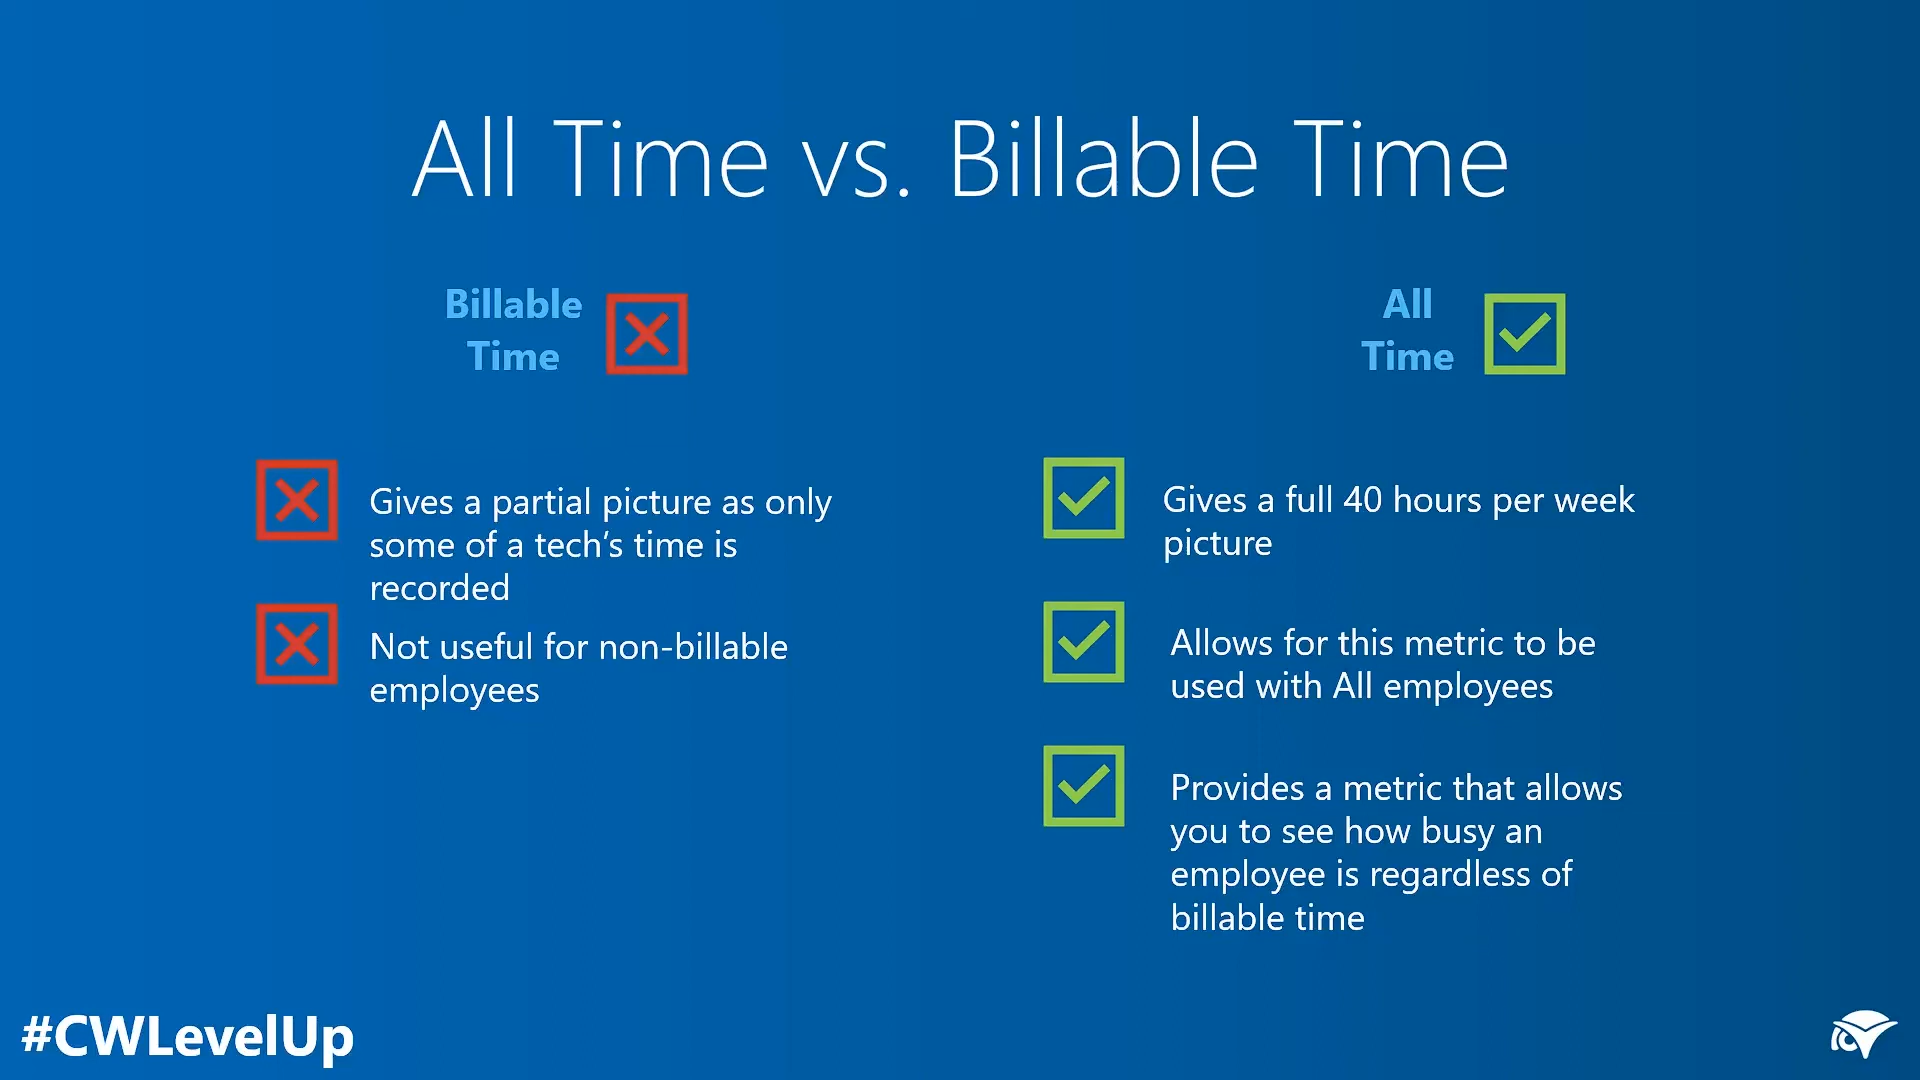 All Time vs. Billable Time
Billable
Time
Gives a partial picture as only
some of a tech’s time is
recorded
Not useful for non-billable
employees
All
Time
Gives a full 40 hours per week
picture
Allows for this metric to be
used with All employees
Provides a metric that allows
you to see how busy an
employee is regardless of
billable time
#CWLevelUp